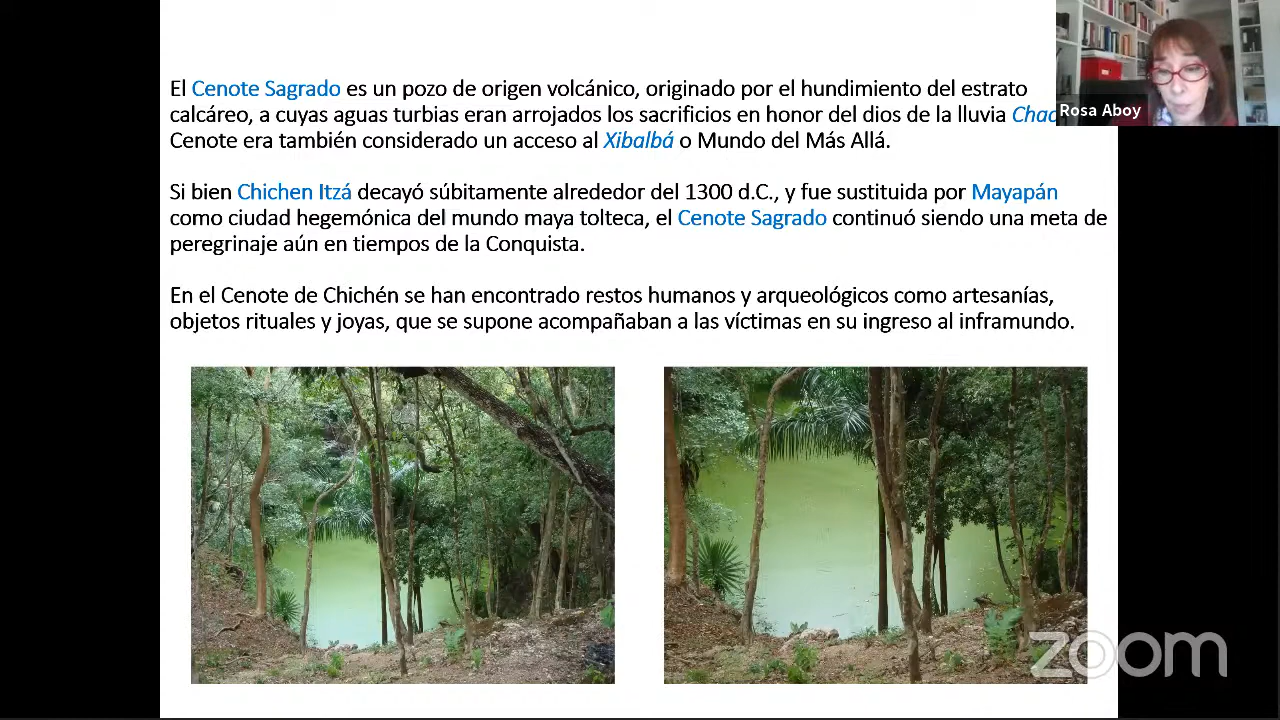 El Cenote Sagrado es un pozo de origen volcánico, originado por el hundimiento del estrato
calcáreo, a cuyas aguas turbias eran arrojados los sacrificios en honor del dios de la lluvia Chac
Cenote era también considerado un acceso al Xibalbá o Mundo del Más Allá.
Si bien Chichen Itzá decayó súbitamente alrededor del 1300 d.C., y fue sustituida por Mayapán
como ciudad hegemónica del mundo maya tolteca, el Cenote Sagrado continuó siendo una meta de
peregrinaje aún en tiempos de la Conquista.
En el Cenote de Chichén se han encontrado restos humanos y arqueológicos como artesanías,
objetos rituales y joyas, que se supone acompañaban a las víctimas en su ingreso al inframundo.
Rosa Aboy
zoom